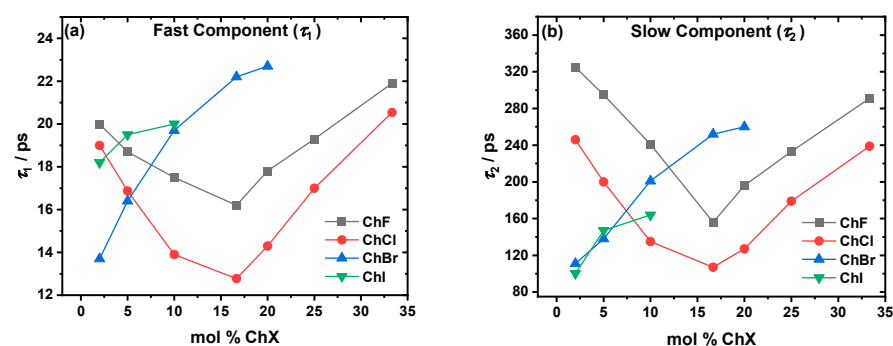 (a) Fast Component (τ1)
24
22
20
18
16
14
12
τ1 / ps
ChF
ChCl
ChBr
ChI
0 5 10 15 20 25 30 35
mol % ChX
(b) Slow Component (τ2)
360
320
280
240
200
160
120
80
τ2 / ps
ChF
ChCl
ChBr
ChI
0 5 10 15 20 25 30 35
mol % ChX